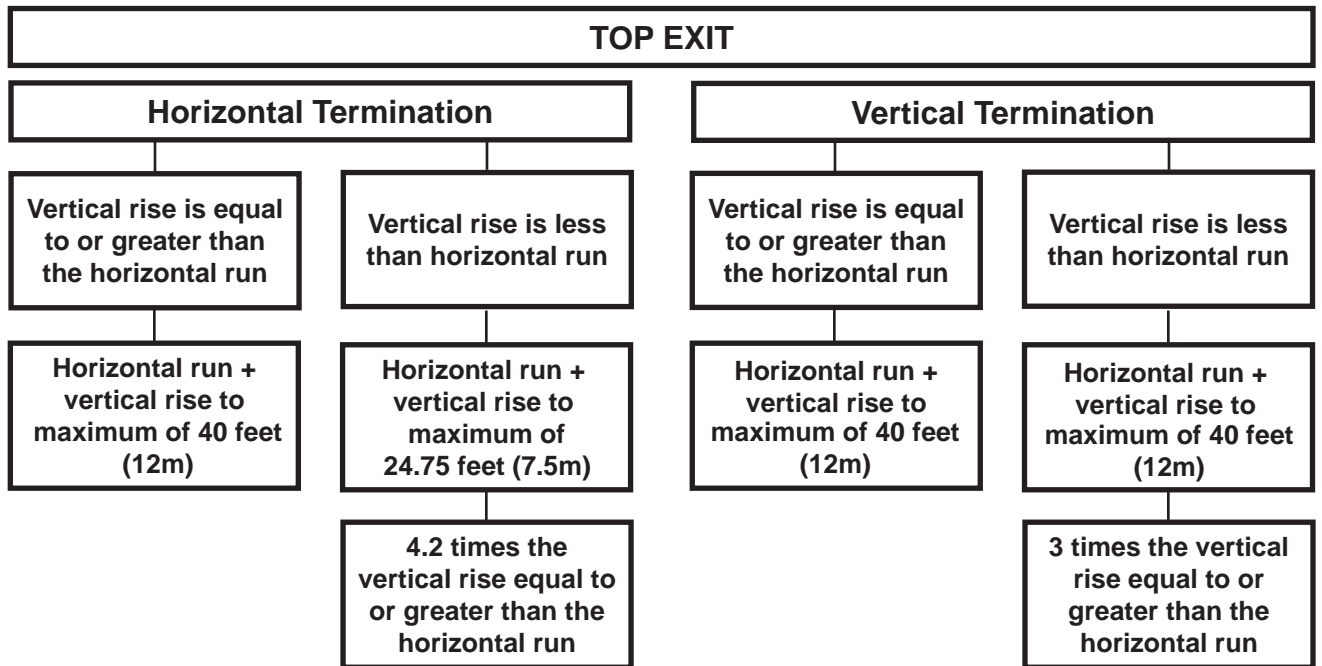 TOP EXIT
Horizontal Termination
Vertical rise is equal
to or greater than
the horizontal run
Horizontal run +
vertical rise to
maximum of 40 feet
(12m)
Vertical rise is less
than horizontal run
Horizontal run +
vertical rise to
maximum of
24.75 feet (7.5m)
4.2 times the
vertical rise equal to
or greater than the
horizontal run
Vertical Termination
Vertical rise is equal
to or greater than
the horizontal run
Horizontal run +
vertical rise to
maximum of 40 feet
(12m)
Vertical rise is less
than horizontal run
Horizontal run +
vertical rise to
maximum of 40 feet
(12m)
3 times the vertical
rise equal to or
greater than the
horizontal run